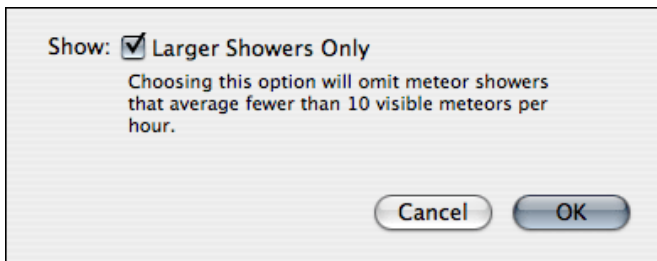 Show: Larger Showers Only
Choosing this option will omit meteor showers
that average fewer than 10 visible meteors per
hour.
Cancel OK